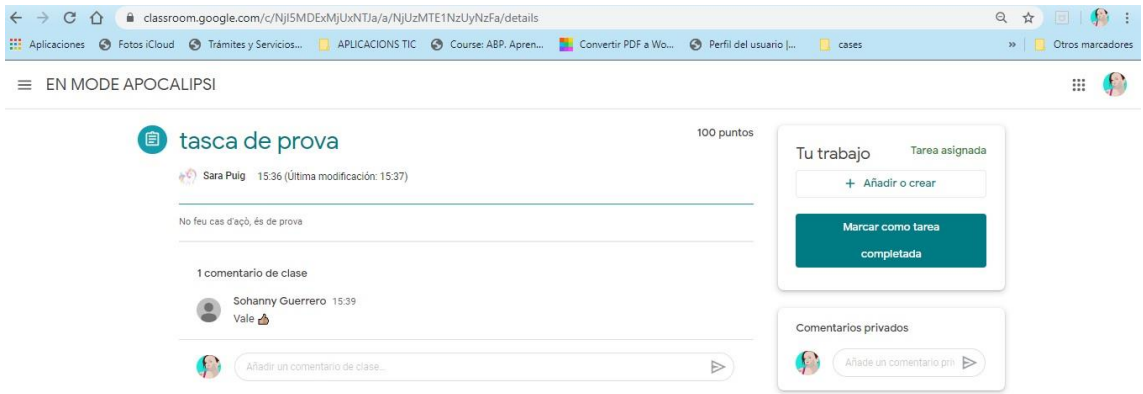 classroom.google.com/c/NjI5MDExMjUxNTJa/a/NjUzMTE1NzUyNzFa/details
Aplicaciones Fotos iCloud Trámites y Servicios... APLICACIONS TIC Course: ABP. Apren... Convertir PDF a Wo... Perfil del usuario |... cases » Otros marcadores
EN MODE APOCALIPSI
tasca de prova
100 puntos
Sara Puig 15:36 (Última modificación: 15:37)
No feu cas d'açò, és de prova
1 comentario de clase
Sohanny Guerrero 15:39
Vale 👍🏽
Añadir un comentario de clase...
Tu trabajo Tarea asignada
+ Añadir o crear
Marcar como tarea
completada
Comentarios privados
Añade un comentario pri